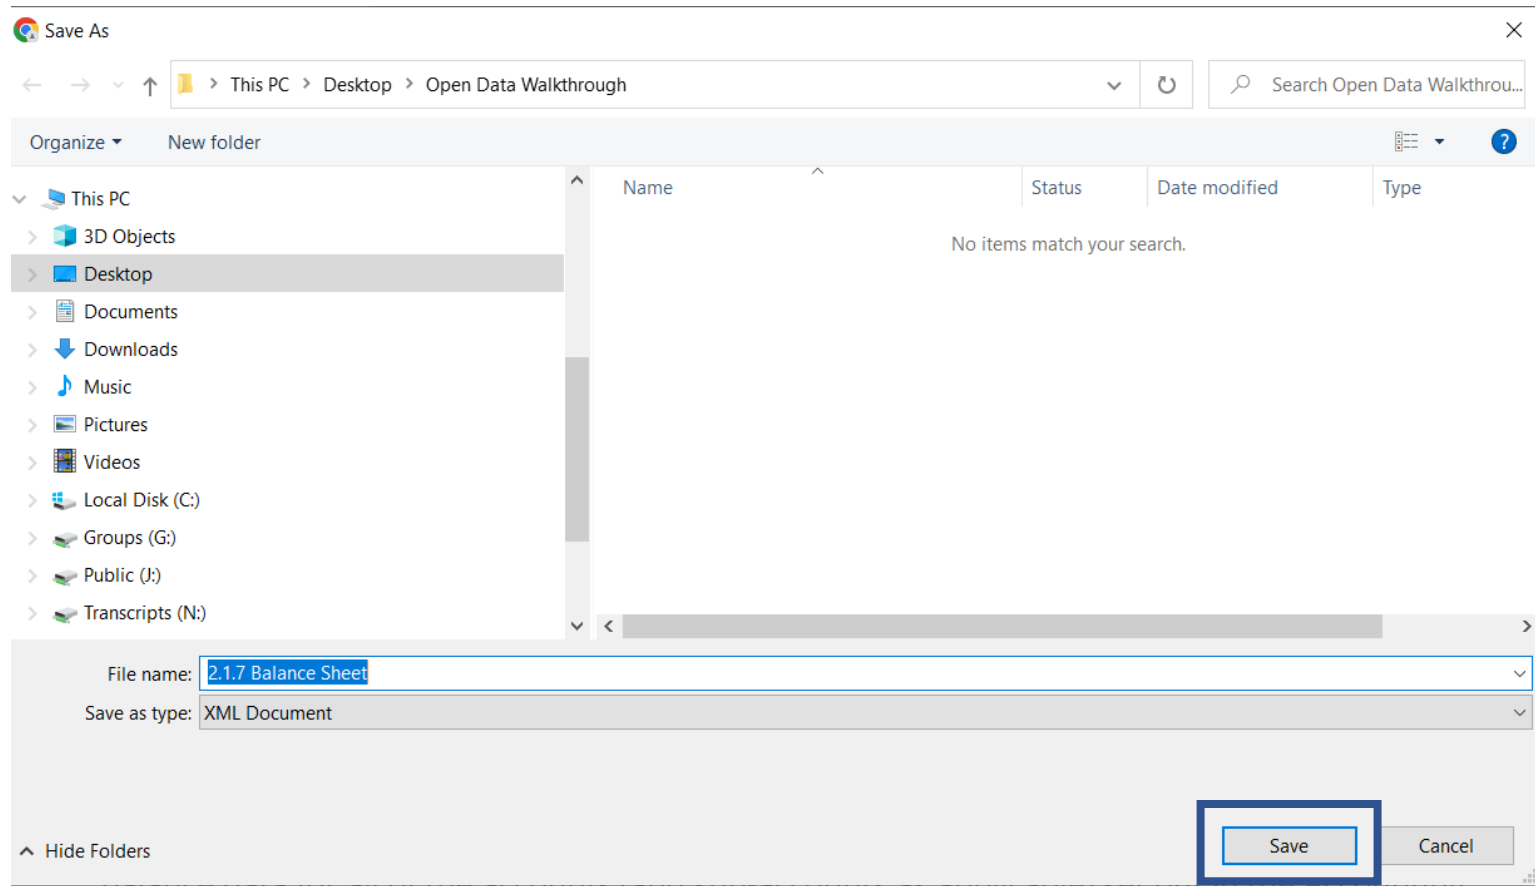 Save As
This PC > Desktop > Open Data Walkthrough
Search Open Data Walkthrou...
Organize
New folder
?
Name
Status
Date modified
Type
No items match your search.
This PC
3D Objects
Desktop
Documents
Downloads
Music
Pictures
Videos
Local Disk (C:)
Groups (G:)
Public (J:)
Transcripts (N:)
File name: 2.1.7 Balance Sheet
Save as type: XML Document
Hide Folders
Save
Cancel